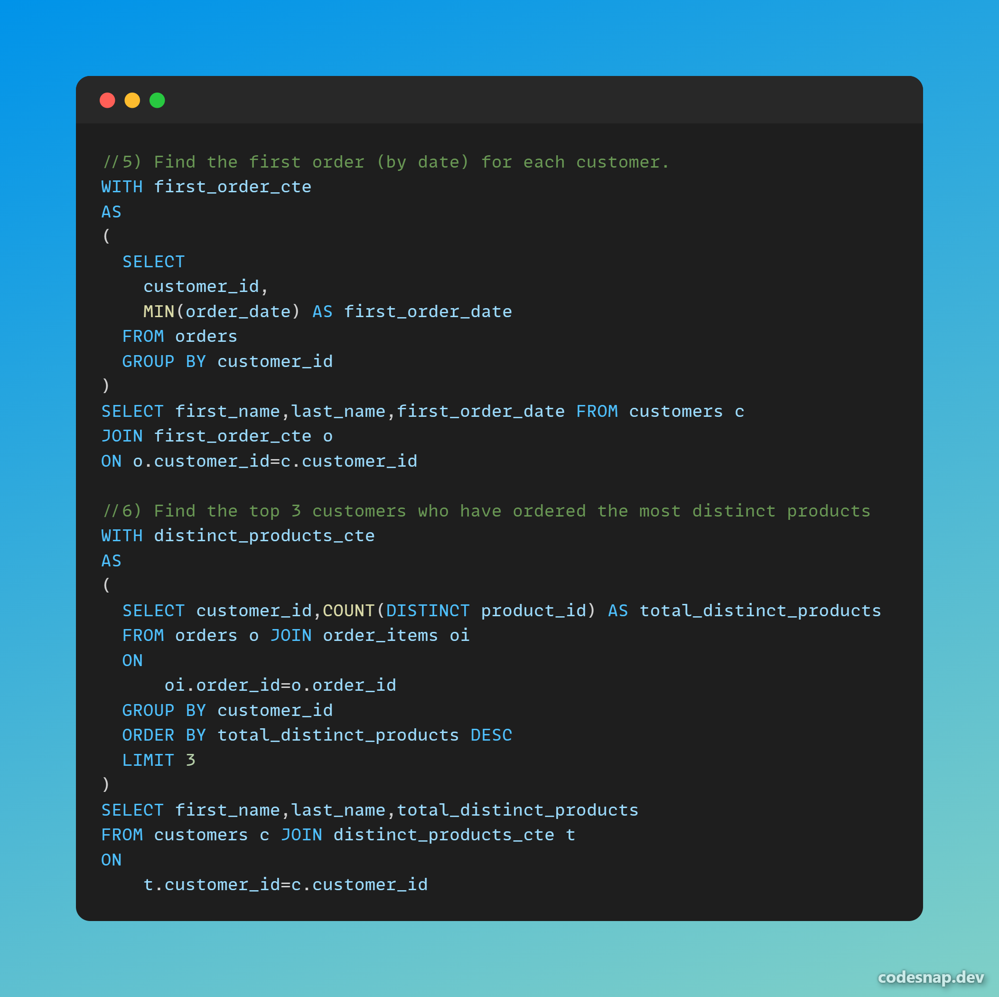 //5) Find the first order (by date) for each customer.
WITH first_order_cte
AS
(
  SELECT
    customer_id,
    MIN(order_date) AS first_order_date
  FROM orders
  GROUP BY customer_id
)
SELECT first_name,last_name,first_order_date FROM customers c
JOIN first_order_cte o
ON o.customer_id=c.customer_id

//6) Find the top 3 customers who have ordered the most distinct products
WITH distinct_products_cte
AS
(
  SELECT customer_id,COUNT(DISTINCT product_id) AS total_distinct_products
  FROM orders o JOIN order_items oi
  ON
      oi.order_id=o.order_id
  GROUP BY customer_id
  ORDER BY total_distinct_products DESC
  LIMIT 3
)
SELECT first_name,last_name,total_distinct_products
FROM customers c JOIN distinct_products_cte t
ON
    t.customer_id=c.customer_id
codesnap.dev